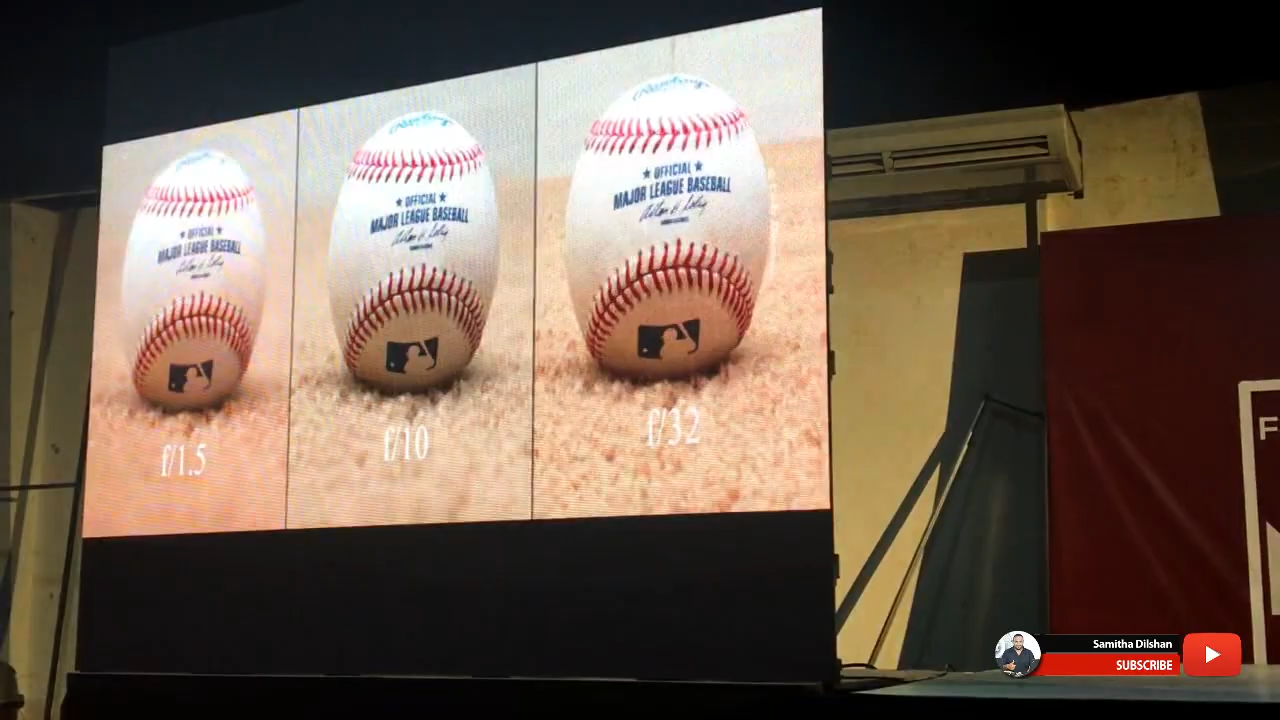 OFFICIAL
MAJOR LEAGUE BASEBALL
f/1.5
Rawlings
★ OFFICIAL ★
MAJOR LEAGUE BASEBALL
f/10
Rawlings
★ OFFICIAL ★
MAJOR LEAGUE BASEBALL
f/32
F
Samitha Dilshan
SUBSCRIBE